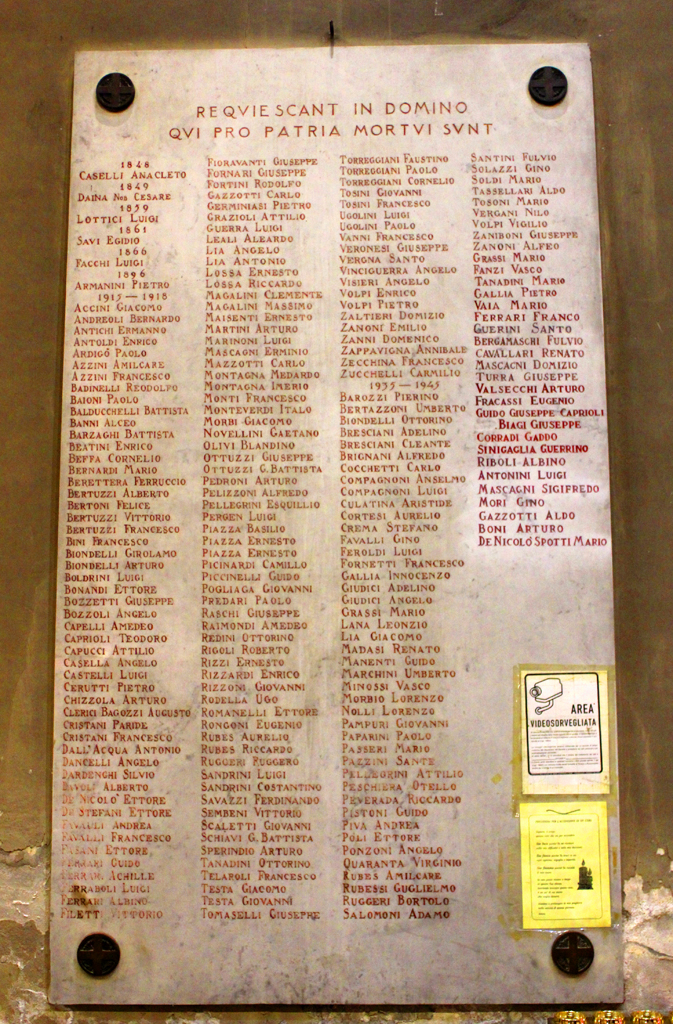 REQVIESCANT IN DOMINO
QVI PRO PATRIA MORTVI SVNT
1848
CASELLI ANACLETO
1849
DAINA NOB CESARE
1859
LOTTICI LUIGI
1861
SAVI EGIDIO
1866
FACCHI LUIGI
1896
ARMANINI PIETRO
1915 — 1918
ACCINI GIACOMO
ANDREOLI BERNARDO
ANTICHI ERMANNO
ANTOLDI ENRICO
ARDIGÓ PAOLO
AZZINI AMILCARE
AZZINI FRANCESCO
BADINELLI REODOLFO
BAIONI PAOLO
BALDUCCHELLI BATTISTA
BANNI ALCEO
BARZAGHI BATTISTA
BEATINI ENRICO
BEFFA CORNELIO
BERNARDI MARIO
BERETTERA FERRUCCIO
BERTUZZI ALBERTO
BERTONI FELICE
BERTUZZI VITTORIO
BERTUZZI FRANCESCO
BINI FRANCESCO
BIONDELLI GIROLAMO
BIONDELLI ARTURO
BOLDRINI LUIGI
BONANDI ETTORE
BOZZETTI GIUSEPPE
BOZZOLI ANGELO
CAPELLI AMEDEO
CAPRIOLI TEODORO
CAPUCCI ATTILIO
CASELLA ANGELO
CASTELLI LUIGI
CERUTTI PIETRO
CHIZZOLA ARTURO
CLERICI BAGOZZI AUGUSTO
CRISTANI PARIDE
CRISTANI FRANCESCO
DALL'ACQUA ANTONIO
DANCELLI ANGELO
DARDENGHI SILVIO
DAVOLI ALBERTO
DE NICOLO' ETTORE
DE STEFANI ETTORE
FAVALLI ANDREA
FAVALLI FRANCESCO
FASANI ETTORE
FERRARI GUIDO
FERRARI ACHILLE
FERRABOLI LUIGI
FERRARI ALBINO
FILETTI VITTORIO
FIORAVANTI GIUSEPPE
FORNARI GIUSEPPE
FORTINI RODOLFO
GAZZOTTI CARLO
GERMINIASI PIETRO
GRAZIOLI ATTILIO
GUERRA LUIGI
LEALI ALEARDO
LIA ANGELO
LIA ANTONIO
LOSSA ERNESTO
LOSSA RICCARDO
MAGALINI CLEMENTE
MAGALINI MASSIMO
MAISENTI ERNESTO
MARTINI ARTURO
MARINONI LUIGI
MASCAGNI ERMINIO
MAZZOTTI CARLO
MONTAGNA MEDARDO
MONTAGNA IMERIO
MONTI FRANCESCO
MONTEVERDI ITALO
MORBI GIACOMO
NOVELLINI GAETANO
OLIVI BLANDINO
OTTUZZI GIUSEPPE
OTTUZZI G. BATTISTA
PEDRONI ARTURO
PELIZZONI ALFREDO
PELLEGRINI ESQUILLIO
PERGEN LUIGI
PIAZZA BASILIO
PIAZZA ERNESTO
PIAZZA ERNESTO
PICINARDI CAMILLO
PICCINELLI GUIDO
POGLIAGA GIOVANNI
PREDARI PAOLO
RASCHI GIUSEPPE
RAIMONDI AMEDEO
REDINI OTTORINO
RIGOLI ROBERTO
RIZZI ERNESTO
RIZZARDI ENRICO
RIZZONI GIOVANNI
RODELLA UGO
ROMANELLI ETTORE
RONGONI EUGENIO
RUBES AURELIO
RUBES RICCARDO
RUGGERI RUGGERO
SANDRINI LUIGI
SANDRINI COSTANTINO
SAVAZZI FERDINANDO
SEMBENI VITTORIO
SCALETTI GIOVANNI
SCHIAVI G. BATTISTA
SPERINDIO ARTURO
TANADINI OTTORINO
TELAROLI FRANCESCO
TESTA GIACOMO
TESTA GIOVANNI
TOMASELLI GIUSEPPE
TORREGGIANI FAUSTINO
TORREGGIANI PAOLO
TORREGGIANI CORNELIO
TOSINI GIOVANNI
TOSINI FRANCESCO
UGOLINI LUIGI
UGOLINI PAOLO
VANNI FRANCESCO
VERONESI GIUSEPPE
VERGNA SANTO
VINCIGUERRA ANGELO
VISIERI ANGELO
VOLPI ENRICO
VOLPI PIETRO
ZALTIERI DOMIZIO
ZANONI EMILIO
ZANNI DOMENICO
ZAPPAVIGNA ANNIBALE
ZECCHINA FRANCESCO
ZUCCHELLI CARMILIO
1935 — 1945
BAROZZI PIERINO
BERTAZZONI UMBERTO
BIONDELLI OTTORINO
BRESCIANI ADELINO
BRESCIANI CLEANTE
BRIGNANI ALFREDO
COCCHETTI CARLO
COMPAGNONI ANSELMO
COMPAGNONI LUIGI
CULATINA ARISTIDE
CORTESI AURELIO
CREMA STEFANO
FAVALLI GINO
FEROLDI LUIGI
FORNETTI FRANCESCO
GALLIA INNOCENZO
GIUDICI ADELINO
GIUDICI ANGELO
GRASSI MARIO
LANA LEONZIO
LIA GIACOMO
MADASI RENATO
MANENTI GUIDO
MARCHINI UMBERTO
MINOSSI VASCO
MORBIO LORENZO
NOLLI LORENZO
PAMPURI GIOVANNI
PAPARINI PAOLO
PASSERI MARIO
PAZZINI SANTE
PELLEGRINI ATTILIO
PESCHIERA OTELLO
PEVERADA RICCARDO
PISTONI GUIDO
PIVA ANDREA
POLI ETTORE
PONZONI ANGELO
QUARANTA VIRGINIO
RUBES AMILCARE
RUBESSI GUGLIELMO
RUGGERI BORTOLO
SALOMONI ADAMO
SANTINI FULVIO
SOLAZZI GINO
SOLDI MARIO
TASSELLARI ALDO
TOSONI MARIO
VERGANI NILO
VOLPI VIGILIO
ZANIBONI GIUSEPPE
ZANONI ALFEO
GRASSI MARIO
FANZI VASCO
TANADINI MARIO
GALLIA PIETRO
VAIA MARIO
FERRARI FRANCO
GUERINI SANTO
BERGAMASCHI FULVIO
CAVALLARI RENATO
MASCAGNI DOMIZIO
TURRA GIUSEPPE
VALSECCHI ARTURO
FRACASSI EUGENIO
GUIDO GIUSEPPE CAPRIOLI
BIAGI GIUSEPPE
CORRADI GADDO
SINIGAGLIA GUERRINO
RIBOLI ALBINO
ANTONINI LUIGI
MASCAGNI SIGIFREDO
MORI GINO
GAZZOTTI ALDO
BONI ARTURO
DE NICOLÓ SPOTTI MARIO
AREA
VIDEOSORVEGLIATA